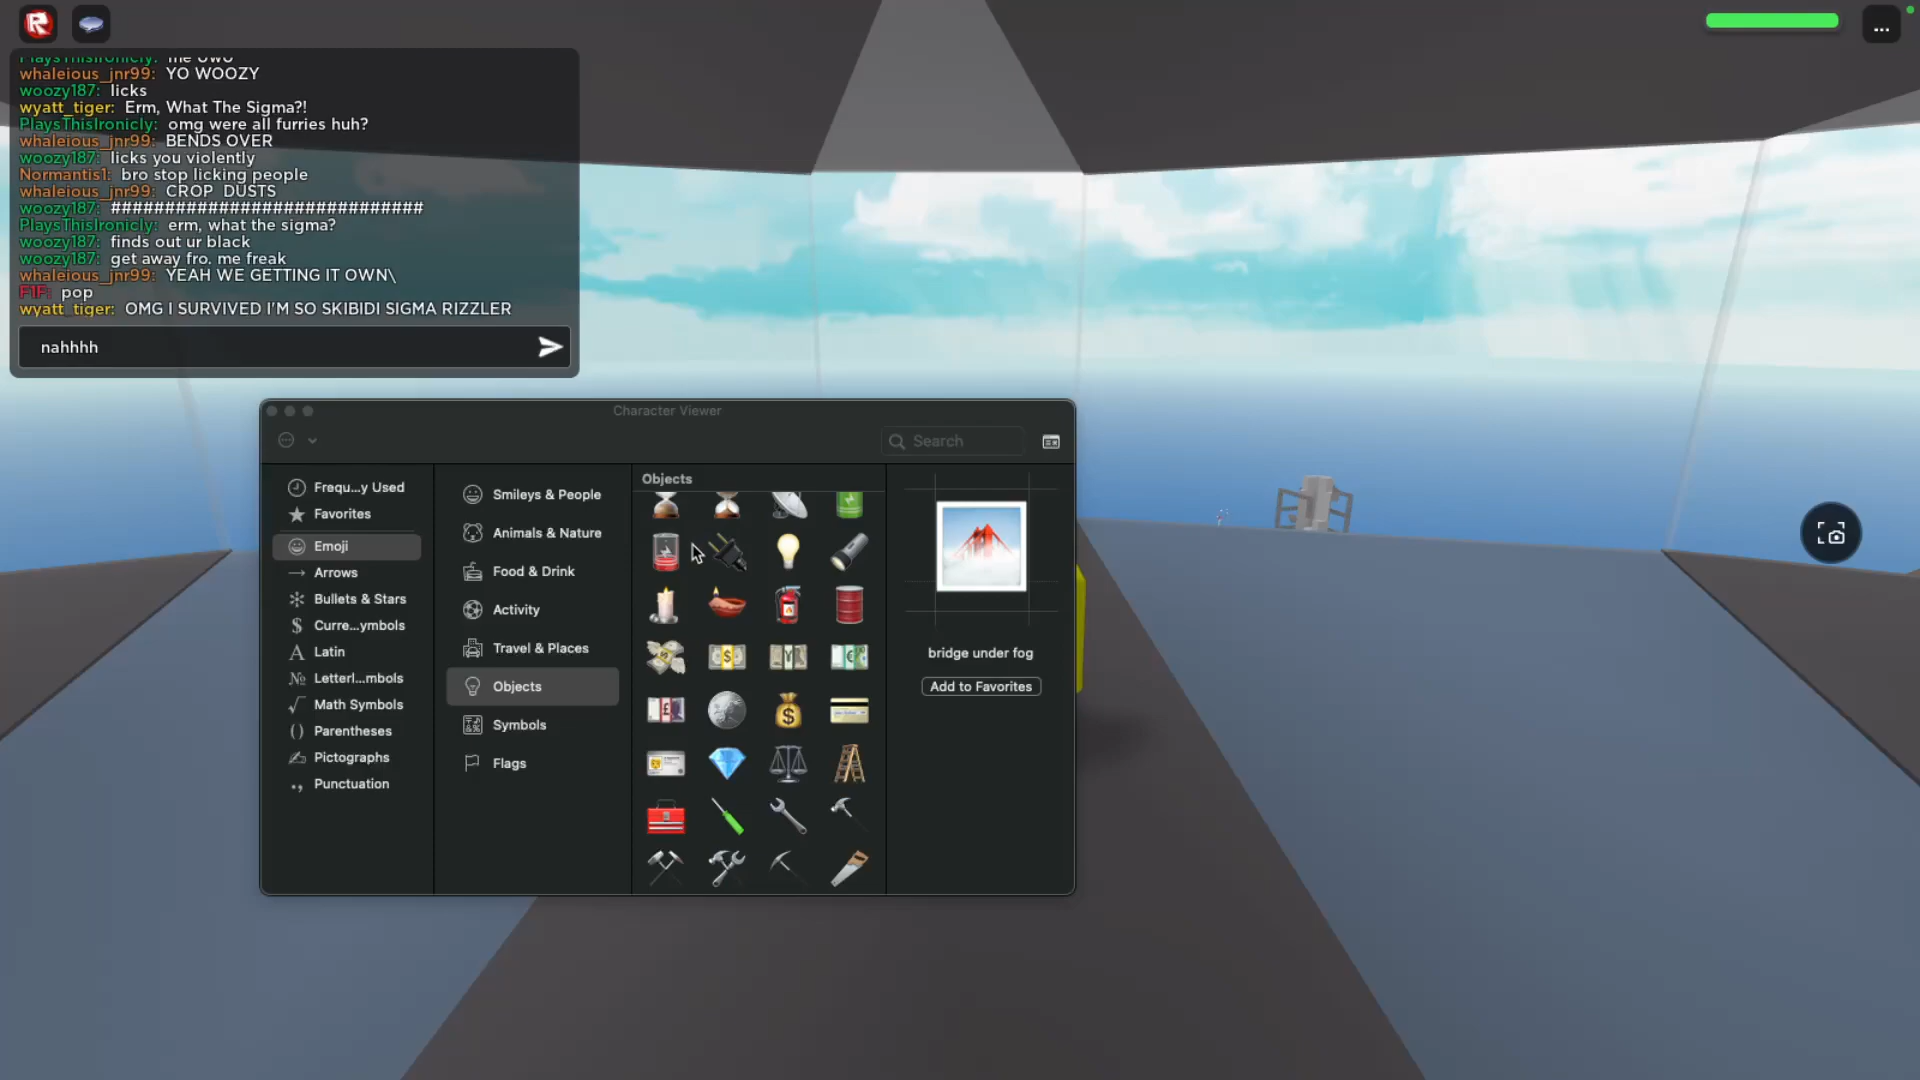 PlaysThisIronicly: me owo
whaleious_jnr99: YO WOOZY
woozy187: licks
wyatt_tiger: Erm, What The Sigma?!
PlaysThisIronicly: omg were all furries huh?
whaleious_jnr99: BENDS OVER
woozy187: licks you violently
Normantis1: bro stop licking people
whaleious_jnr99: CROP DUSTS
woozy187: #############################
PlaysThisIronicly: erm, what the sigma?
woozy187: finds out ur black
woozy187: get away fro. me freak
whaleious_jnr99: YEAH WE GETTING IT OWN\
F1F: pop
wyatt_tiger: OMG I SURVIVED I'M SO SKIBIDI SIGMA RIZZLER
nahhhh
Character Viewer
Search
Frequ...y Used
Favorites
Emoji
Arrows
Bullets & Stars
Curre...ymbols
Latin
Letterl...mbols
Math Symbols
Parentheses
Pictographs
Punctuation
Smileys & People
Animals & Nature
Food & Drink
Activity
Travel & Places
Objects
Symbols
Flags
Objects
bridge under fog
Add to Favorites